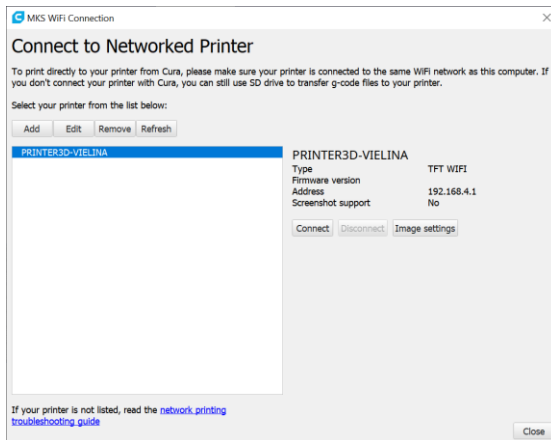 MKS WiFi Connection
Connect to Networked Printer
To print directly to your printer from Cura, please make sure your printer is connected to the same WiFi network as this computer. If
you don't connect your printer with Cura, you can still use SD drive to transfer g-code files to your printer.
Select your printer from the list below:
Add Edit Remove Refresh
PRINTER3D-VIELINA
PRINTER3D-VIELINA
Type TFT WIFI
Firmware version
Address 192.168.4.1
Screenshot support No
Connect Disconnect Image settings
If your printer is not listed, read the network printing
troubleshooting guide
Close